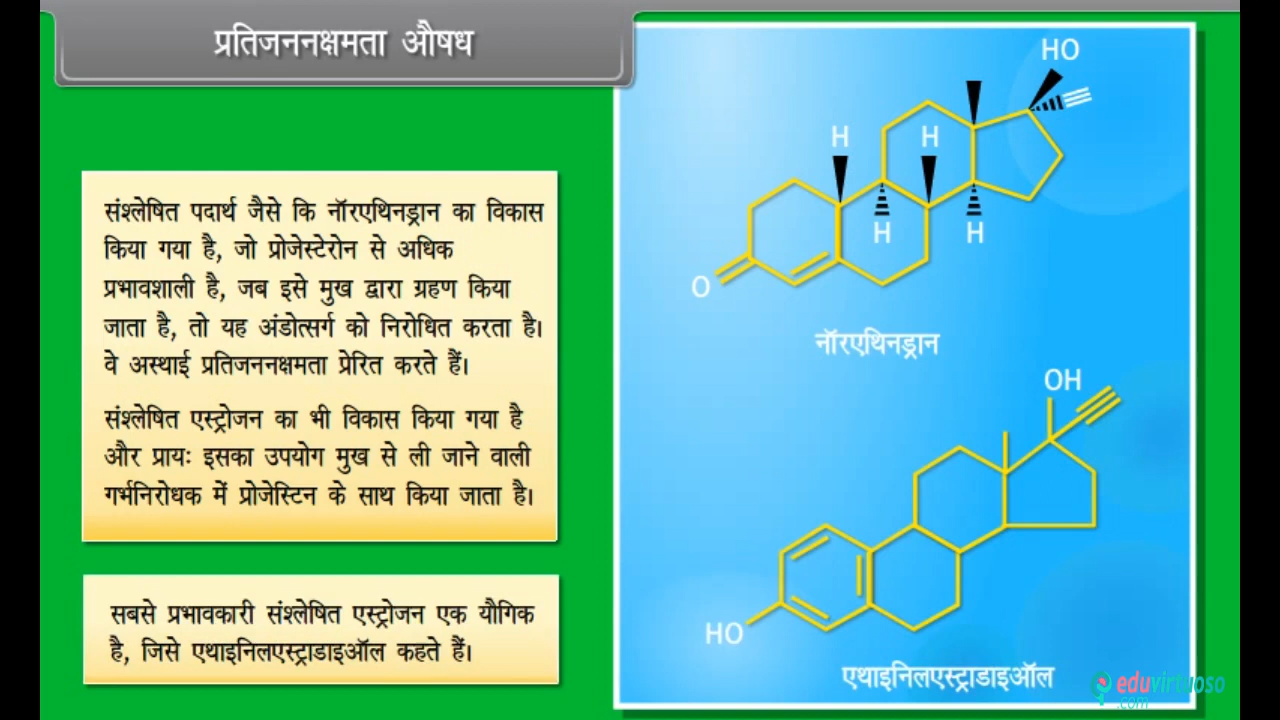 प्रतिजननक्षमता औषध
संश्लेषित पदार्थ जैसे कि नॉरएथिनड्रान का विकास
किया गया है, जो प्रोजेस्टेरोन से अधिक
प्रभावशाली है, जब इसे मुख द्वारा ग्रहण किया
जाता है, तो यह अंडोत्सर्ग को निरोधित करता है।
वे अस्थाई प्रतिजननक्षमता प्रेरित करते हैं।
संश्लेषित एस्ट्रोजन का भी विकास किया गया है
और प्रायः इसका उपयोग मुख से ली जाने वाली
गर्भनिरोधक में प्रोजेस्टिन के साथ किया जाता है।
सबसे प्रभावकारी संश्लेषित एस्ट्रोजन एक यौगिक
है, जिसे एथाइनिलएस्ट्राडाइऑल कहते हैं।
HO
H H
H H
O
नॉरएथिनड्रान
OH
HO
एथाइनिलएस्ट्राडाइऑल
eduvirtuoso
.com